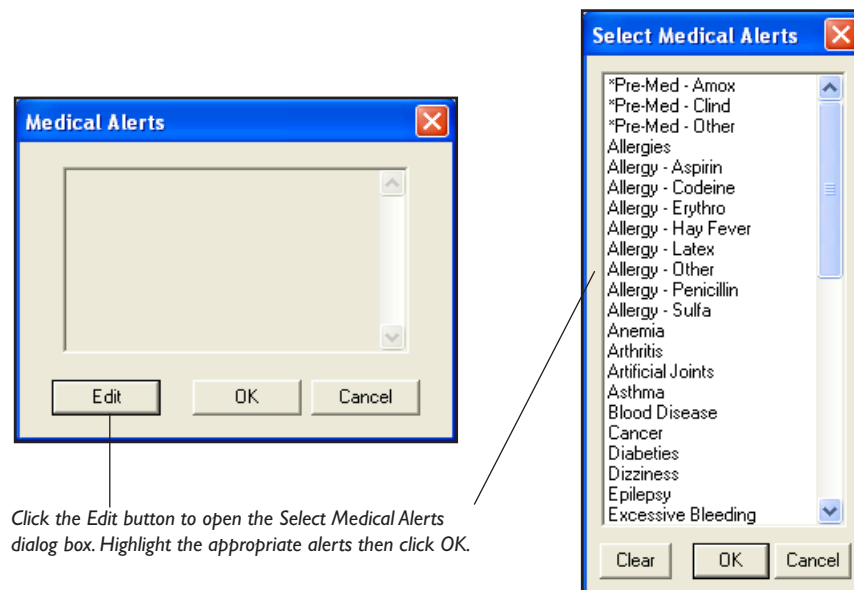 Medical Alerts
Edit
OK
Cancel
Click the Edit button to open the Select Medical Alerts
dialog box. Highlight the appropriate alerts then click OK.
Select Medical Alerts
*Pre-Med - Amox
*Pre-Med - Clind
*Pre-Med - Other
Allergies
Allergy - Aspirin
Allergy - Codeine
Allergy - Erythro
Allergy - Hay Fever
Allergy - Latex
Allergy - Other
Allergy - Penicillin
Allergy - Sulfa
Anemia
Arthritis
Artificial Joints
Asthma
Blood Disease
Cancer
Diabeties
Dizziness
Epilepsy
Excessive Bleeding
Clear
OK
Cancel